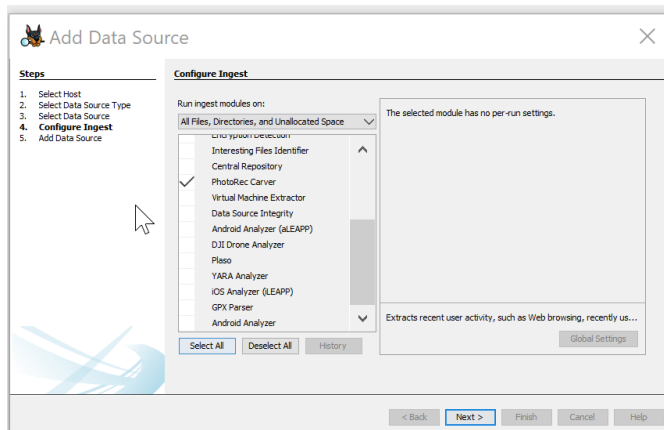 Add Data Source
Steps
1. Select Host
2. Select Data Source Type
3. Select Data Source
4. Configure Ingest
5. Add Data Source
Configure Ingest
Run ingest modules on:
All Files, Directories, and Unallocated Space
Encryption Detection
Interesting Files Identifier
Central Repository
PhotoRec Carver
Virtual Machine Extractor
Data Source Integrity
Android Analyzer (aLEAPP)
DJI Drone Analyzer
Plaso
YARA Analyzer
iOS Analyzer (iLEAPP)
GPX Parser
Android Analyzer
Select All Deselect All History
The selected module has no per-run settings.
Extracts recent user activity, such as Web browsing, recently us...
Global Settings
< Back Next > Finish Cancel Help